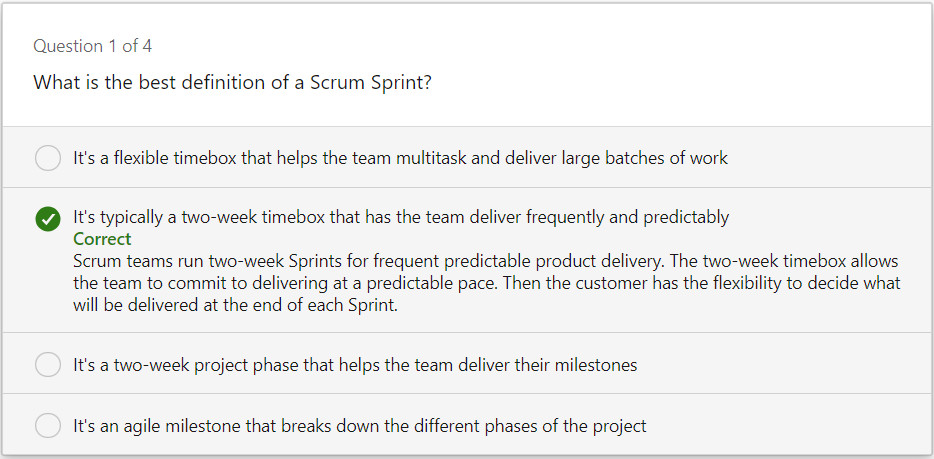 Question 1 of 4
What is the best definition of a Scrum Sprint?
It's a flexible timebox that helps the team multitask and deliver large batches of work
It's typically a two-week timebox that has the team deliver frequently and predictably
Correct
Scrum teams run two-week Sprints for frequent predictable product delivery. The two-week timebox allows
the team to commit to delivering at a predictable pace. Then the customer has the flexibility to decide what
will be delivered at the end of each Sprint.
It's a two-week project phase that helps the team deliver their milestones
It's an agile milestone that breaks down the different phases of the project